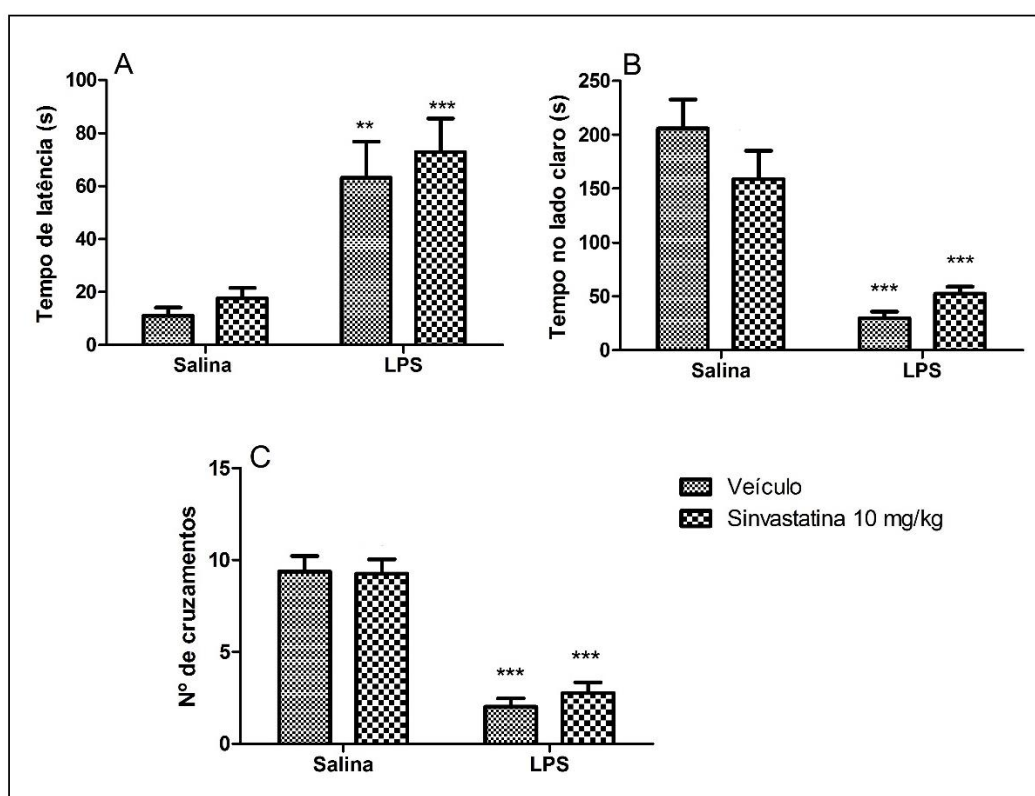 A
Tempo de latência (s)
100
80
60
40
20
0
**
***
Salina
LPS
B
Tempo no lado claro (s)
250
200
150
100
50
0
***
***
Salina
LPS
C
Nº de cruzamentos
15
10
5
0
***
***
Salina
LPS
Veículo
Sinvastatina 10 mg/kg